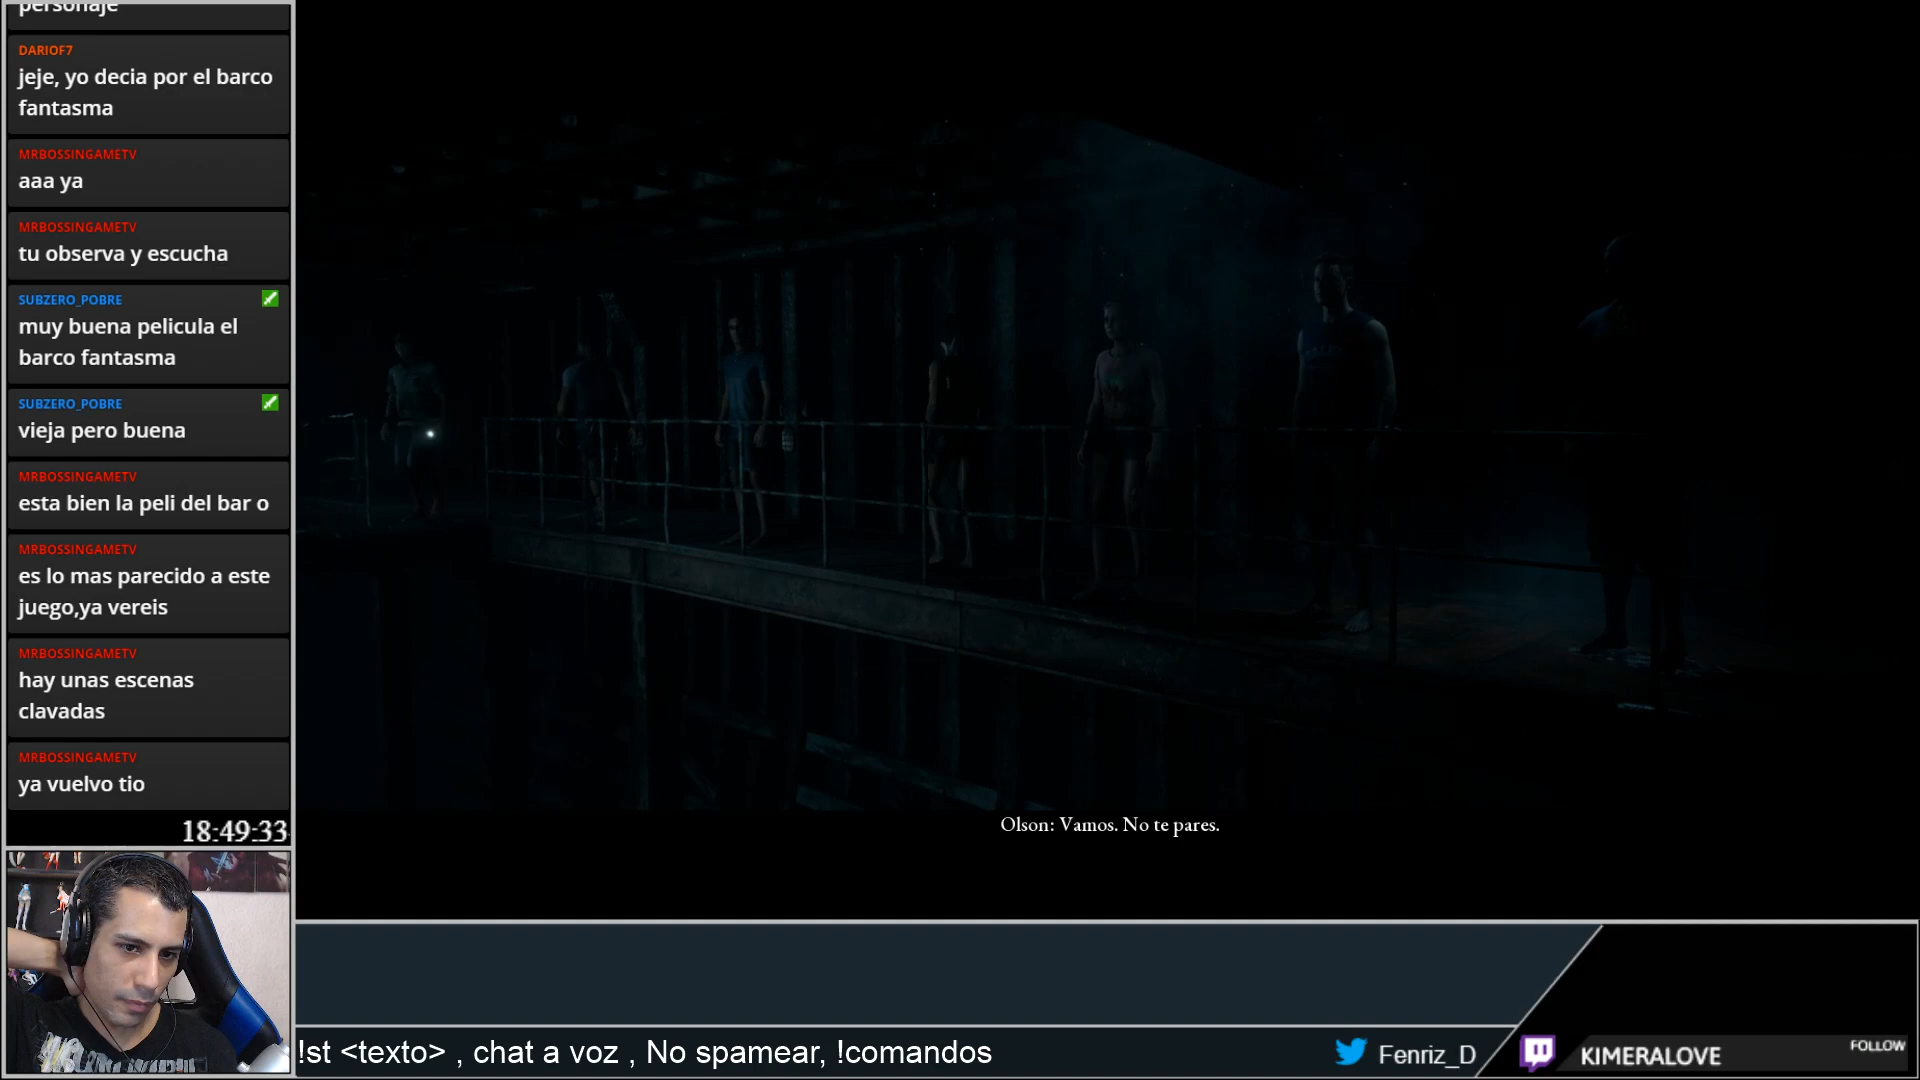 personaje
DARIOF7
jeje, yo decia por el barco
fantasma
MRBOSSINGAMETV
aaa ya
MRBOSSINGAMETV
tu observa y escucha
SUBZERO_POBRE
muy buena pelicula el
barco fantasma
SUBZERO_POBRE
vieja pero buena
MRBOSSINGAMETV
esta bien la peli del bar o
MRBOSSINGAMETV
es lo mas parecido a este
juego,ya vereis
MRBOSSINGAMETV
hay unas escenas
clavadas
MRBOSSINGAMETV
ya vuelvo tio
18:49:33
Olson: Vamos. No te pares.
!st <texto> , chat a voz , No spamear, !comandos
Fenriz_D
KIMERALOVE
FOLLOW